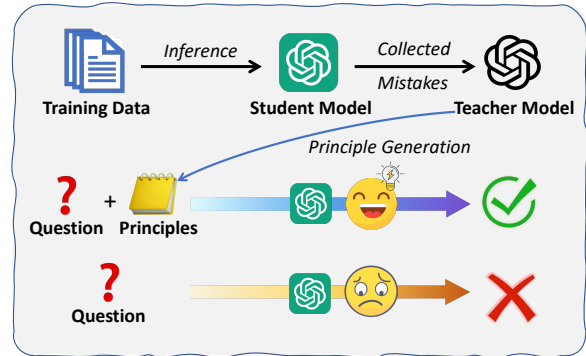 Inference
Collected
Mistakes
Training Data
Student Model
Teacher Model
Principle Generation
?
+
Question
Principles
?
Question